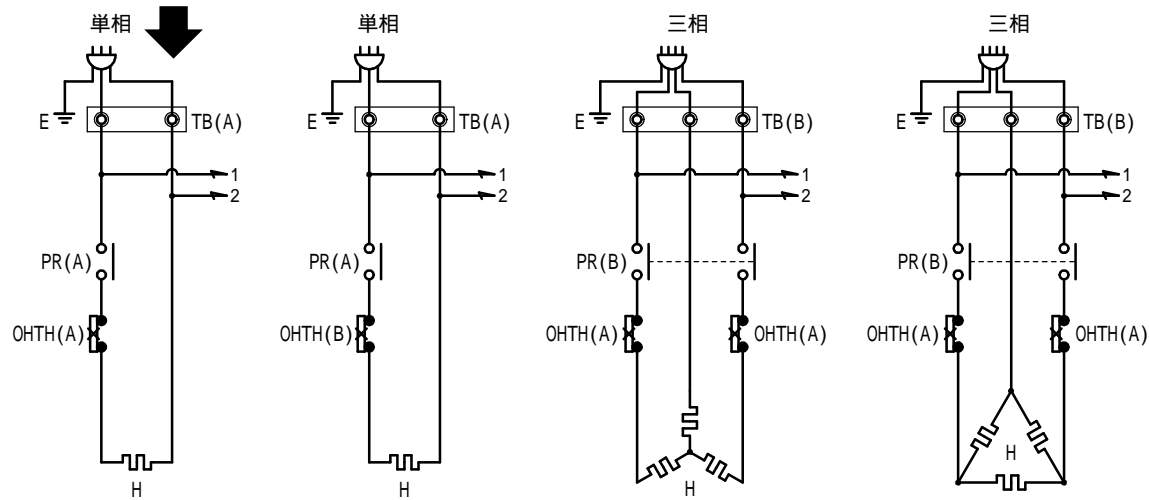 単相 単相 三相 三相
E TB(A) E TB(A) E TB(B) E TB(B)
1 1 1 1
2 2 2 2
PR(A) PR(A) PR(B) PR(B)
OHTH(A) OHTH(B) OHTH(A) OHTH(A) OHTH(A) OHTH(A)
H
H H H